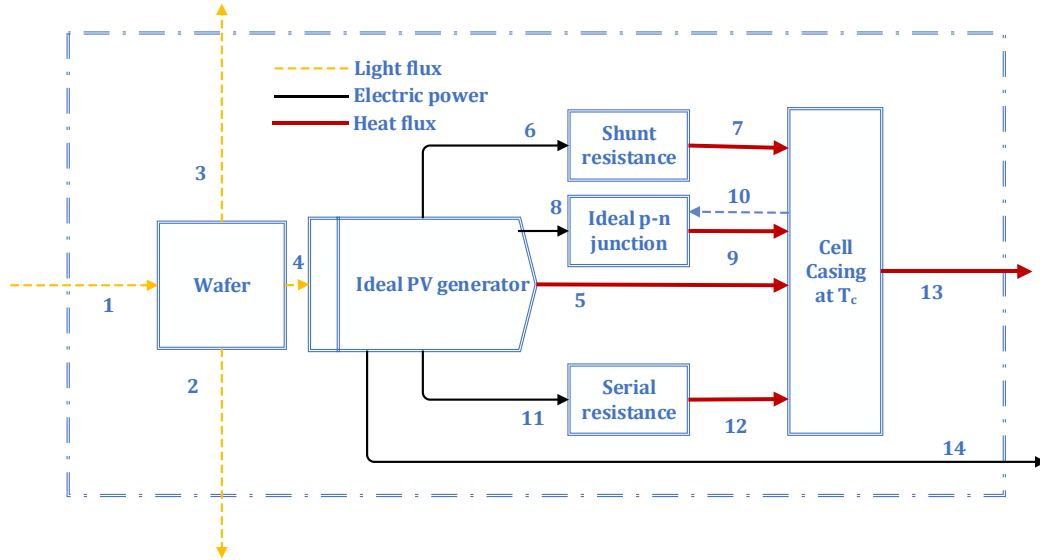 Light flux
Electric power
Heat flux
3
6
Shunt
resistance
7
8
Ideal p-n
junction
10
9
4
Wafer
1
Ideal PV generator
5
Cell
Casing
at Tc
13
2
11
Serial
resistance
12
14